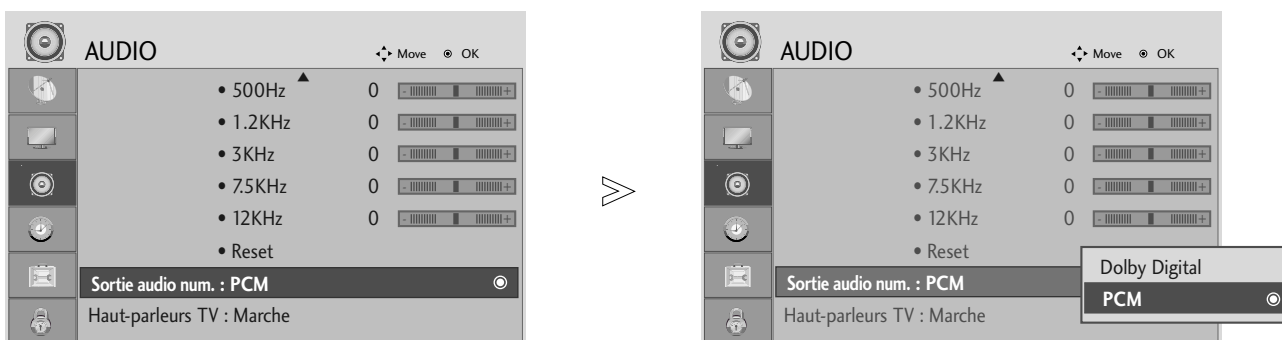 AUDIO Move OK
• 500Hz 0 - +
• 1.2KHz 0 - +
• 3KHz 0 - +
• 7.5KHz 0 - +
• 12KHz 0 - +
• Reset
Sortie audio num. : PCM
Haut-parleurs TV : Marche
AUDIO Move OK
• 500Hz 0 - +
• 1.2KHz 0 - +
• 3KHz 0 - +
• 7.5KHz 0 - +
• 12KHz 0 - +
• Reset
Sortie audio num. : PCM
Haut-parleurs TV : Marche
Dolby Digital
PCM